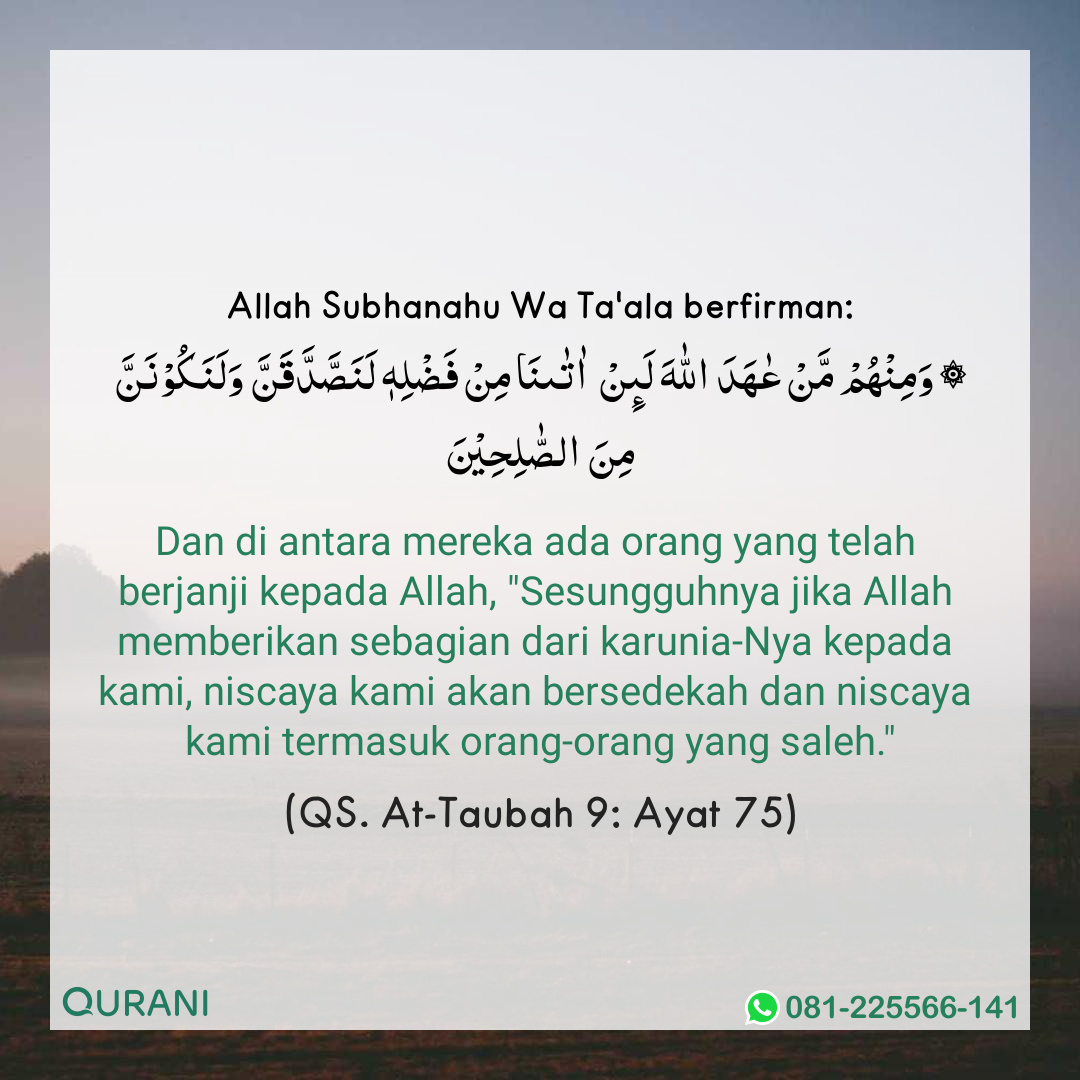 Allah Subhanahu Wa Ta'ala berfirman:
۞ وَمِنْهُمْ مَّنْ عٰهَدَ اللّٰهَ لَىِٕنْ اٰتٰىنَا مِنْ فَضْلِهٖ لَنَصَّدَّقَنَّ وَلَنَكُوْنَنَّ
مِنَ الصّٰلِحِيْنَ
Dan di antara mereka ada orang yang telah
berjanji kepada Allah, "Sesungguhnya jika Allah
memberikan sebagian dari karunia-Nya kepada
kami, niscaya kami akan bersedekah dan niscaya
kami termasuk orang-orang yang saleh."
(QS. At-Taubah 9: Ayat 75)
QURANI
081-225566-141